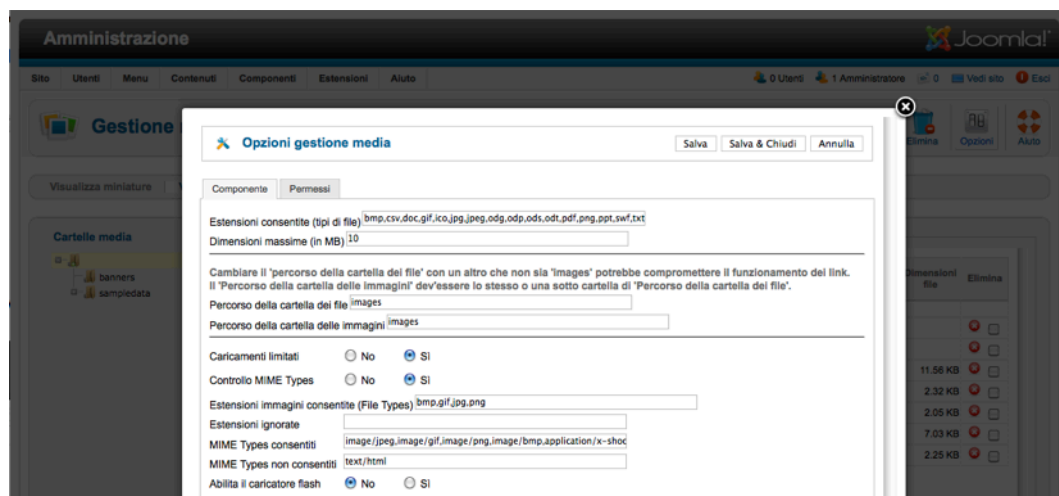 Amministrazione
Joomla!
Sito Utenti Menu Contenuti Componenti Estensioni Aiuto
0 Utenti 1 Amministratore 0 Vedi sito Esci
Gestione
Elimina Opzioni Aiuto
Opzioni gestione media
Salva Salva & Chiudi Annulla
Visualizza miniature
Componente Permessi
Estensioni consentite (tipi di file) bmp,csv,doc,gif,ico,jpg,jpeg,odg,odp,ods,odt,pdf,png,ppt,swf,txt
Dimensioni massime (in MB) 10
Cartelle media
banners
sampledata
Cambiare il 'percorso della cartella dei file' con un altro che non sia 'images' potrebbe compromettere il funzionamento dei link.
Il 'Percorso della cartella delle immagini' dev'essere lo stesso o una sotto cartella di 'Percorso della cartella dei file'.
Dimensioni file Elimina
Percorso della cartella dei file images
Percorso della cartella delle immagini images
Caricamenti limitati No Sì
Controllo MIME Types No Sì
11.56 KB
2.32 KB
2.05 KB
7.03 KB
2.25 KB
Estensioni immagini consentite (File Types) bmp,gif,jpg,png
Estensioni ignorate
MIME Types consentiti image/jpeg,image/gif,image/png,image/bmp,application/x-shoc
MIME Types non consentiti text/html
Abilita il caricatore flash No Sì